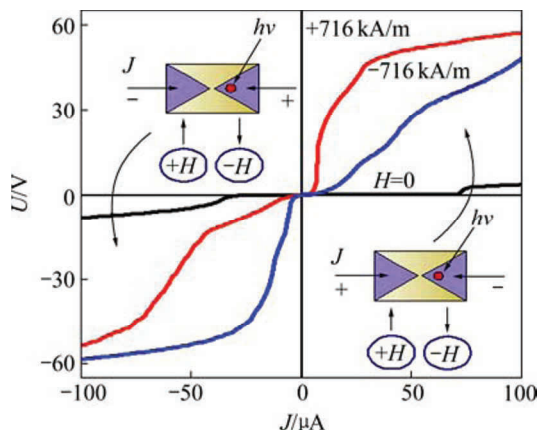 60
30
0
−30
−60
U/V
−100
−50
0
50
100
J/μA
+716 kA/m
−716 kA/m
H=0
hν
J
−
+
+H
−H
hν
J
+
−
+H
−H